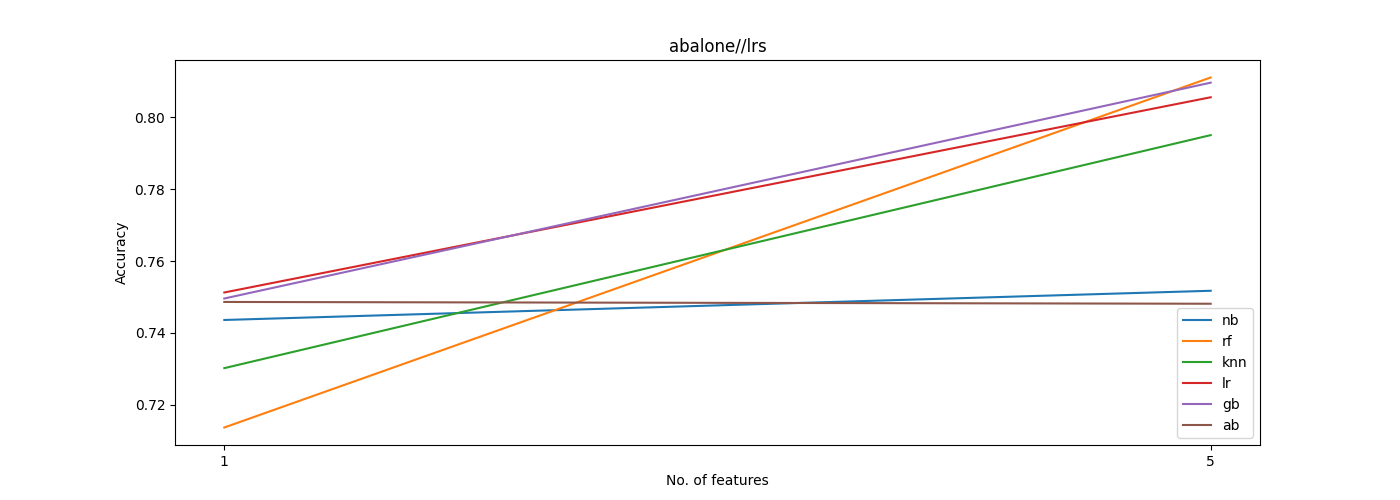 abalone//lrs
Accuracy
0.80
0.78
0.76
0.74
0.72
1
5
No. of features
nb
rf
knn
lr
gb
ab